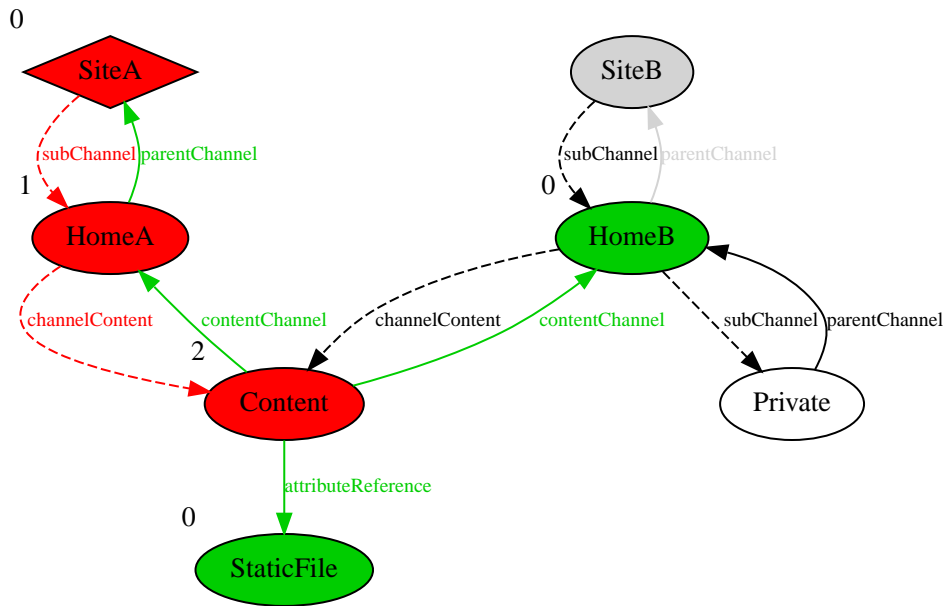 0
SiteA
SiteB
subChannel
parentChannel
subChannel
parentChannel
1
0
HomeA
HomeB
channelContent
contentChannel
channelContent
contentChannel
subChannel
parentChannel
2
Content
Private
attributeReference
0
StaticFile